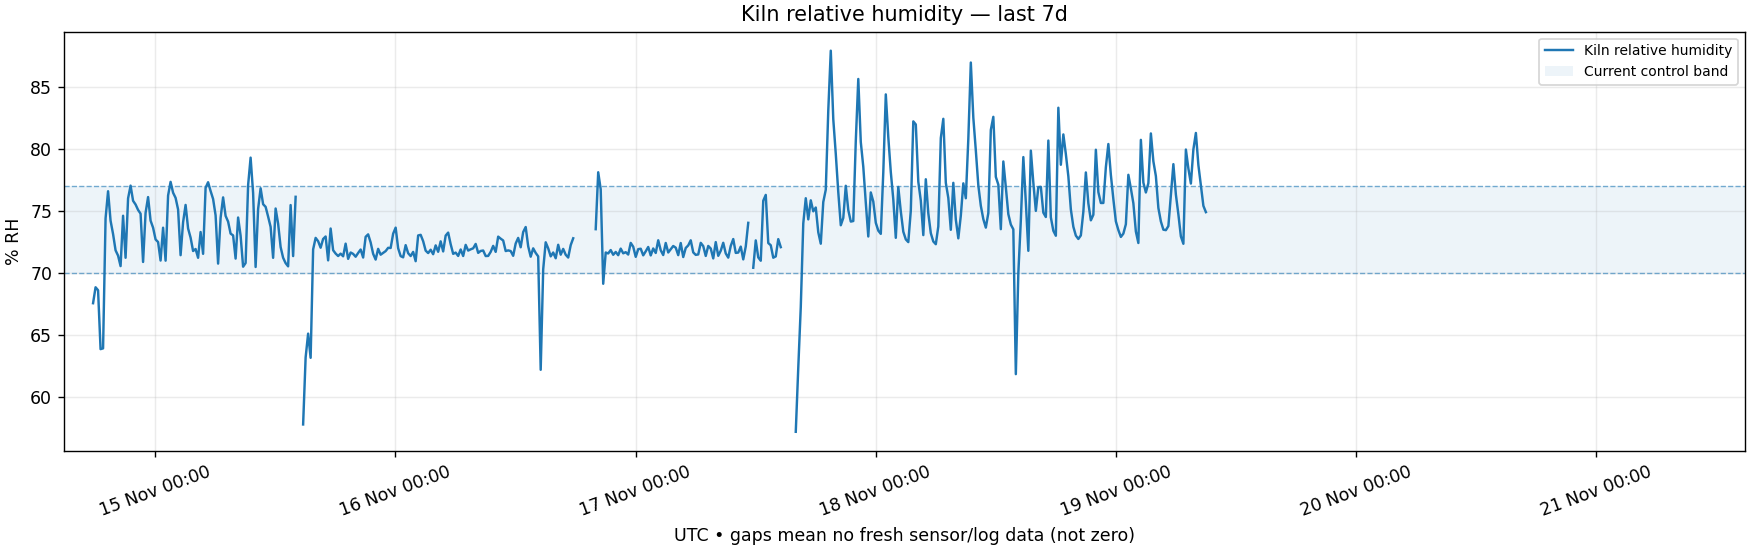 Kiln relative humidity — last 7d
Kiln relative humidity
Current control band
% RH
85
80
75
70
65
60
15 Nov 00:00
16 Nov 00:00
17 Nov 00:00
18 Nov 00:00
19 Nov 00:00
20 Nov 00:00
21 Nov 00:00
UTC • gaps mean no fresh sensor/log data (not zero)